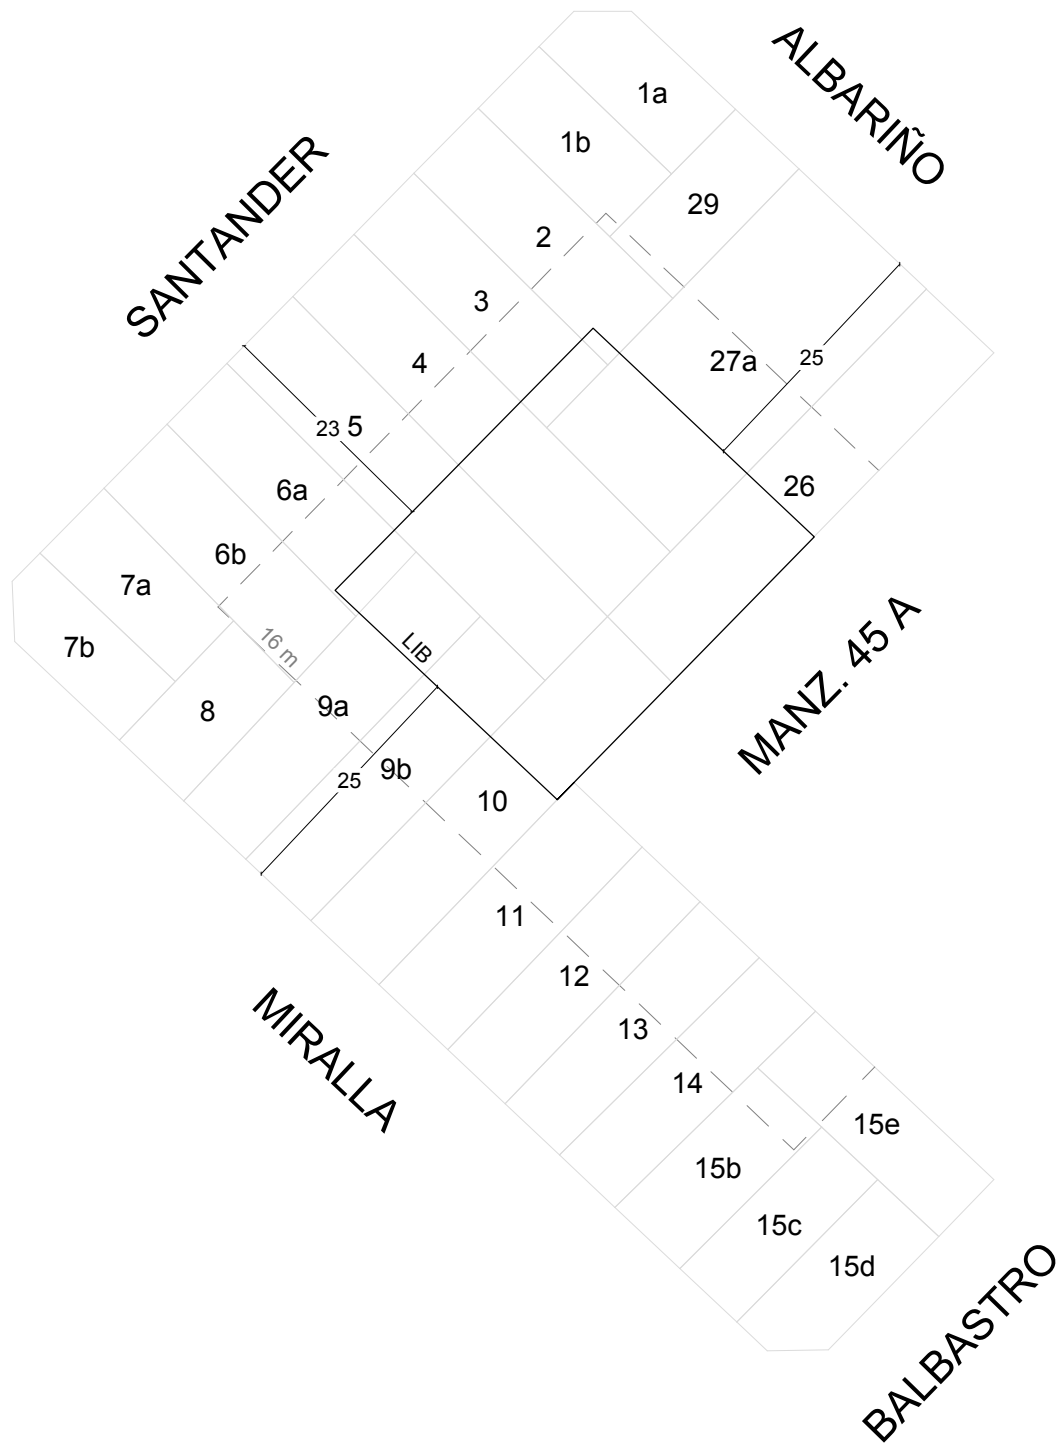 ALBARIÑO
SANTANDER
1a
1b
29
2
3
4
27a
25
23
5
6a
26
6b
7a
7b
16 m
LIB
8
9a
9b
25
10
MANZ. 45 A
11
12
13
14
MIRALLA
15e
15b
15c
15d
BALBASTRO